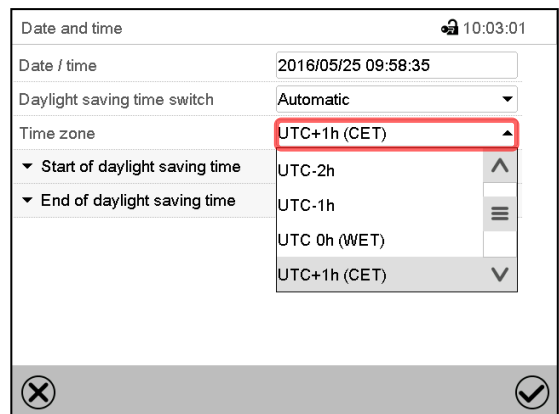 Date and time 10:03:01
Date / time 2016/05/25 09:58:35
Daylight saving time switch Automatic
Time zone UTC+1h (CET)
Start of daylight saving time UTC-2h
End of daylight saving time UTC-1h
UTC 0h (WET)
UTC+1h (CET)